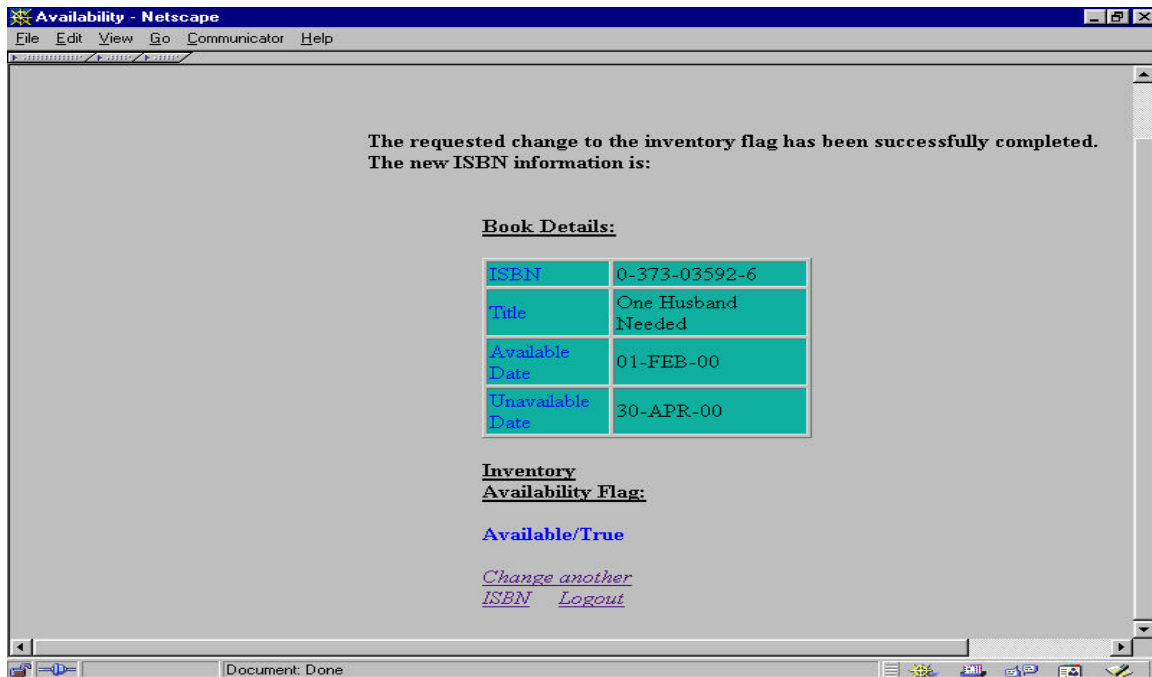 Availability - Netscape
File Edit View Go Communicator Help
The requested change to the inventory flag has been successfully completed.
The new ISBN information is:
Book Details:
ISBN 0-373-03592-6
Title One Husband
Needed
Available
Date 01-FEB-00
Unavailable
Date 30-APR-00
Inventory
Availability Flag:
Available/True
Change another
ISBN Logout
Document: Done